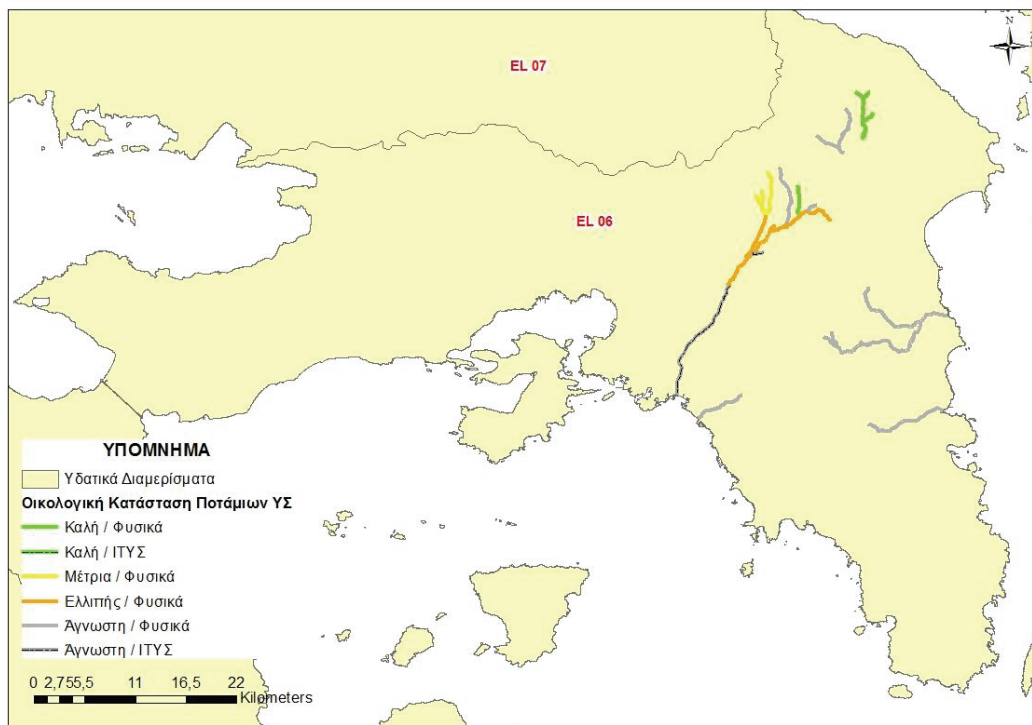 N
EL 07
EL 06
ΥΠΟΜΝΗΜΑ
Υδατικά Διαμερίσματα
Οικολογική Κατάσταση Ποτάμιων ΥΣ
Καλή / Φυσικά
Καλή / ΙΤΥΣ
Μέτρια / Φυσικά
Ελλιπής / Φυσικά
Άγνωστη / Φυσικά
Άγνωστη / ΙΤΥΣ
0 2,755,5 11 16,5 22
Kilometers